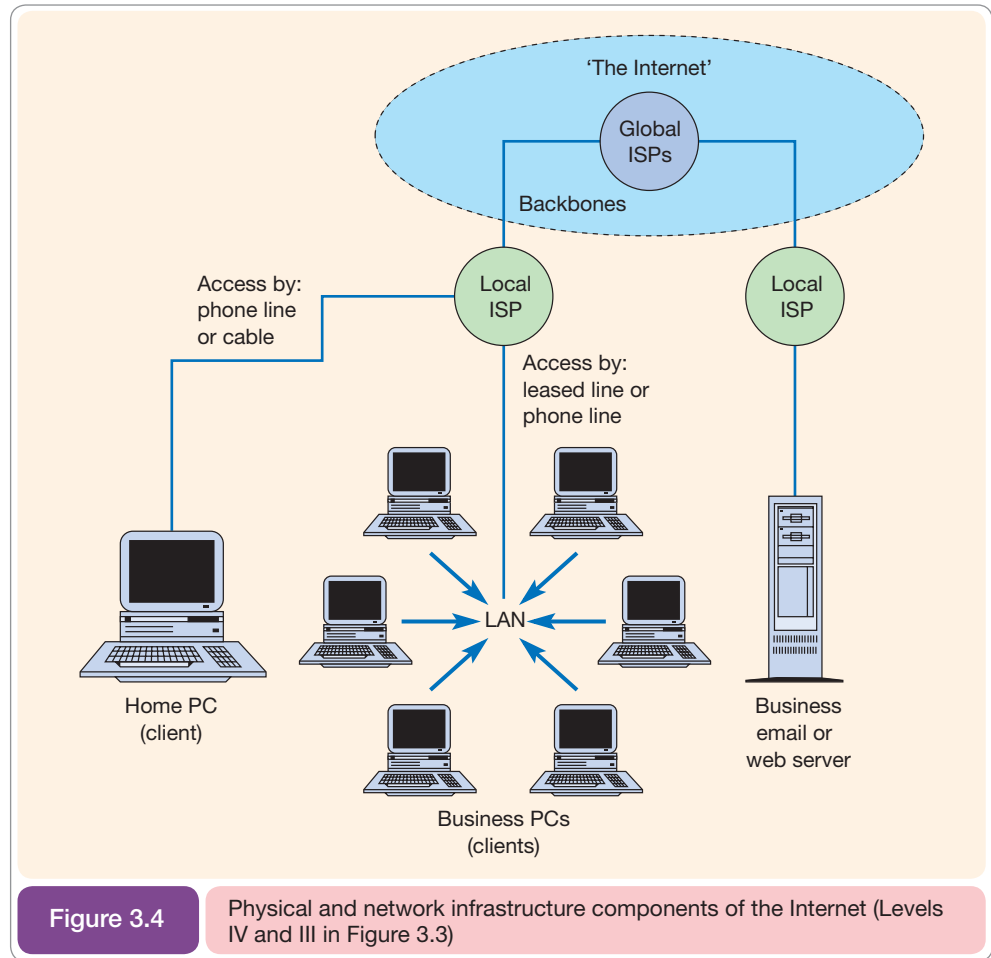 ‘The Internet’
Global
ISPs
Backbones
Local
ISP
Local
ISP
Access by:
phone line
or cable
Access by:
leased line or
phone line
LAN
Home PC
(client)
Business
email or
web server
Business PCs
(clients)
Figure 3.4
Physical and network infrastructure components of the Internet (Levels
IV and III in Figure 3.3)